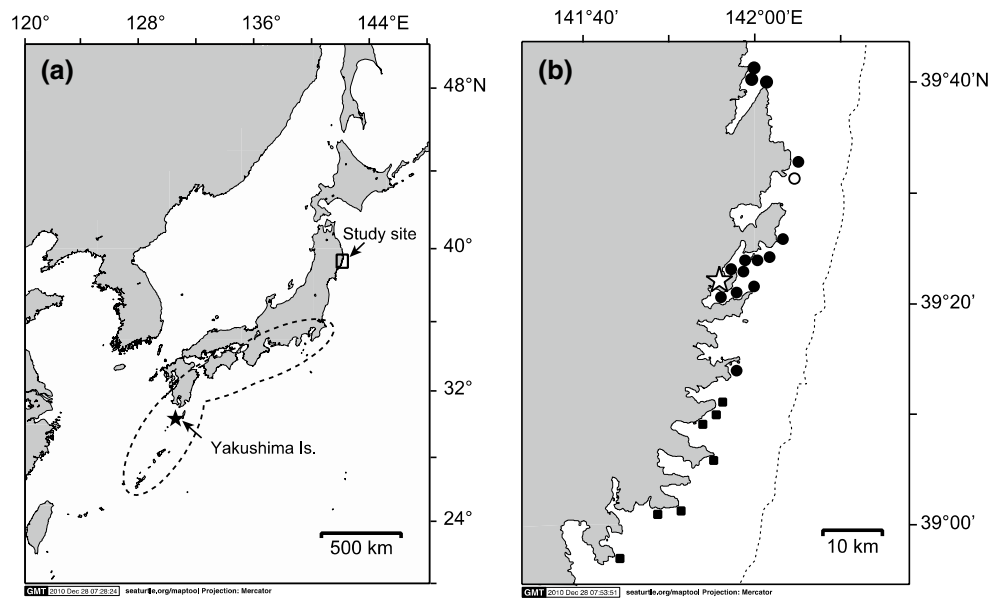 120° 128° 136° 144°E
(a)
48°N
Study site
40°
32°
Yakushima Is.
24°
500 km
GMT 2010 Dec 28 07:28:24 seaturtle.org/maptool Projection: Mercator
141°40' 142°00'E
(b)
39°40'N
39°20'
39°00'
10 km
GMT 2010 Dec 28 07:53:51 seaturtle.org/maptool Projection: Mercator